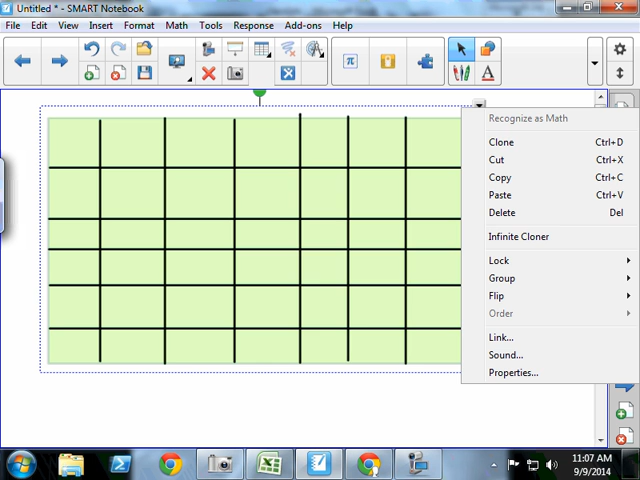 Untitled * - SMART Notebook
File Edit View Insert Format Math Tools Response Add-ons Help
Recognize as Math
Clone Ctrl+D
Cut Ctrl+X
Copy Ctrl+C
Paste Ctrl+V
Delete Del
Infinite Cloner
Lock
Group
Flip
Order
Link...
Sound...
Properties...
11:07 AM
9/9/2014